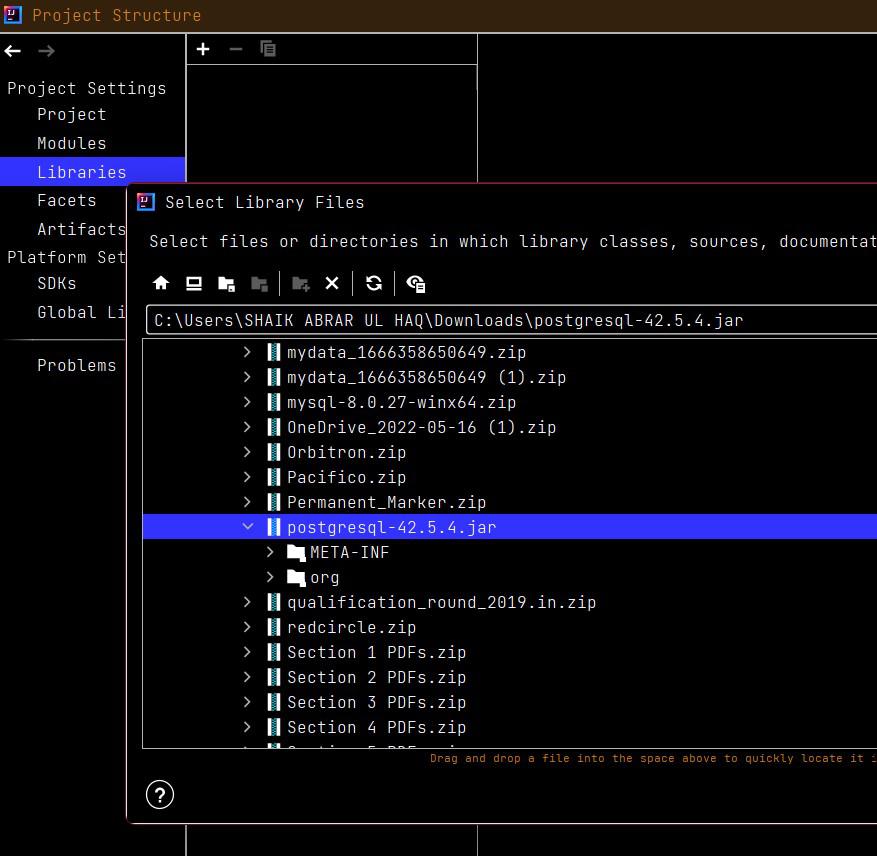 Project Structure
Project Settings
Project
Modules
Libraries
Facets
Artifacts
Platform Set
SDKs
Global Li
Problems
Select Library Files
Select files or directories in which library classes, sources, documentat
C:\Users\SHAIK ABRAR UL HAQ\Downloads\postgresql-42.5.4.jar
mydata_1666358650649.zip
mydata_1666358650649 (1).zip
mysql-8.0.27-winx64.zip
OneDrive_2022-05-16 (1).zip
Orbitron.zip
Pacifico.zip
Permanent_Marker.zip
postgresql-42.5.4.jar
META-INF
org
qualification_round_2019.in.zip
redcircle.zip
Section 1 PDFs.zip
Section 2 PDFs.zip
Section 3 PDFs.zip
Section 4 PDFs.zip
Drag and drop a file into the space above to quickly locate it
?